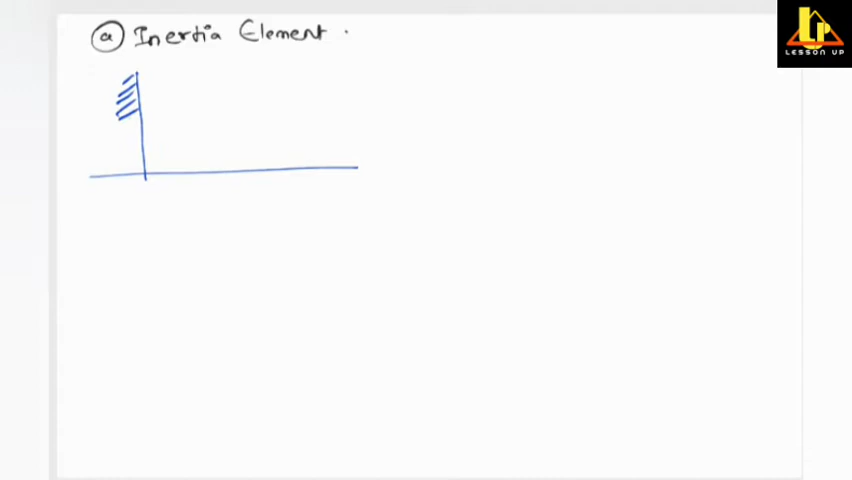 ⓐ Inertia Element .
LESSON UP